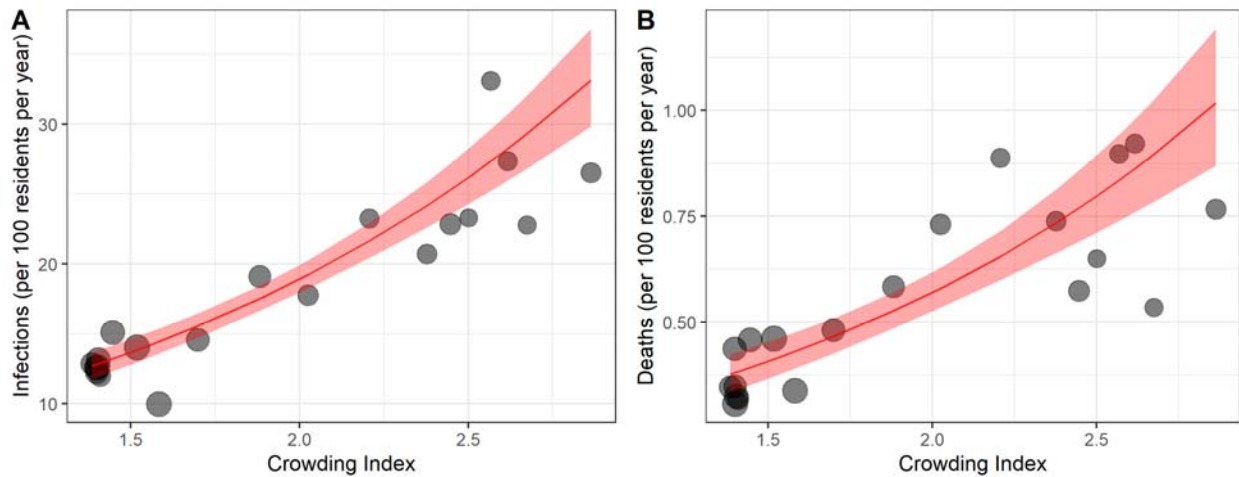 A
Infections (per 100 residents per year)
30
20
10
1.5 2.0 2.5
Crowding Index
B
Deaths (per 100 residents per year)
1.00
0.75
0.50
1.5 2.0 2.5
Crowding Index